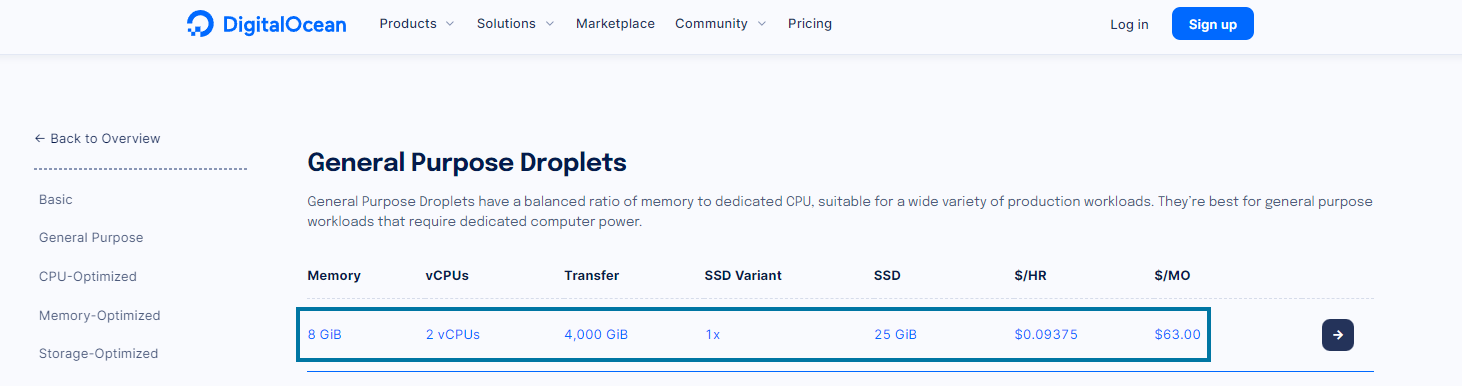 DigitalOcean Products Solutions Marketplace Community Pricing Log in Sign up
← Back to Overview
Basic
General Purpose
CPU-Optimized
Memory-Optimized
Storage-Optimized
General Purpose Droplets
General Purpose Droplets have a balanced ratio of memory to dedicated CPU, suitable for a wide variety of production workloads. They're best for general purpose
workloads that require dedicated computer power.
Memory vCPUs Transfer SSD Variant SSD $/HR $/MO
8 GiB 2 vCPUs 4,000 GiB 1x 25 GiB $0.09375 $63.00 →